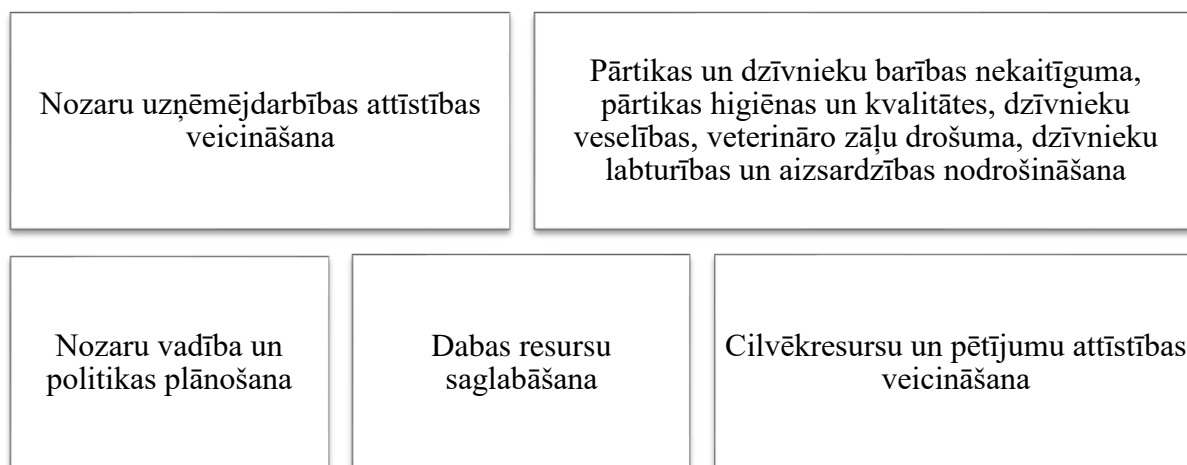 Nozaru uzņēmējdarbības attīstības
veicināšana
Pārtikas un dzīvnieku barības nekaitīguma,
pārtikas higiēnas un kvalitātes, dzīvnieku
veselības, veterināro zāļu drošuma, dzīvnieku
labturības un aizsardzības nodrošināšana
Nozaru vadība un
politikas plānošana
Dabas resursu
saglabāšana
Cilvēkresursu un pētījumu attīstības
veicināšana